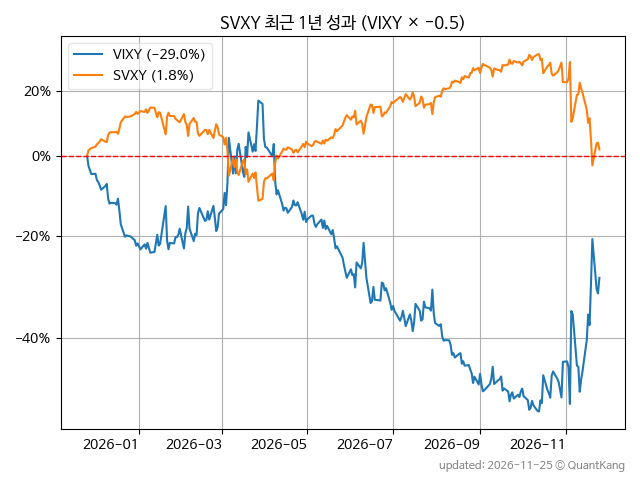 SVXY 최근 1년 성과 (VIXY × −0.5)
VIXY (−29.0%)
SVXY (1.8%)
20%
0%
−20%
−40%
2026-01 2026-03 2026-05 2026-07 2026-09 2026-11
updated: 2026-11-25 © QuantKang